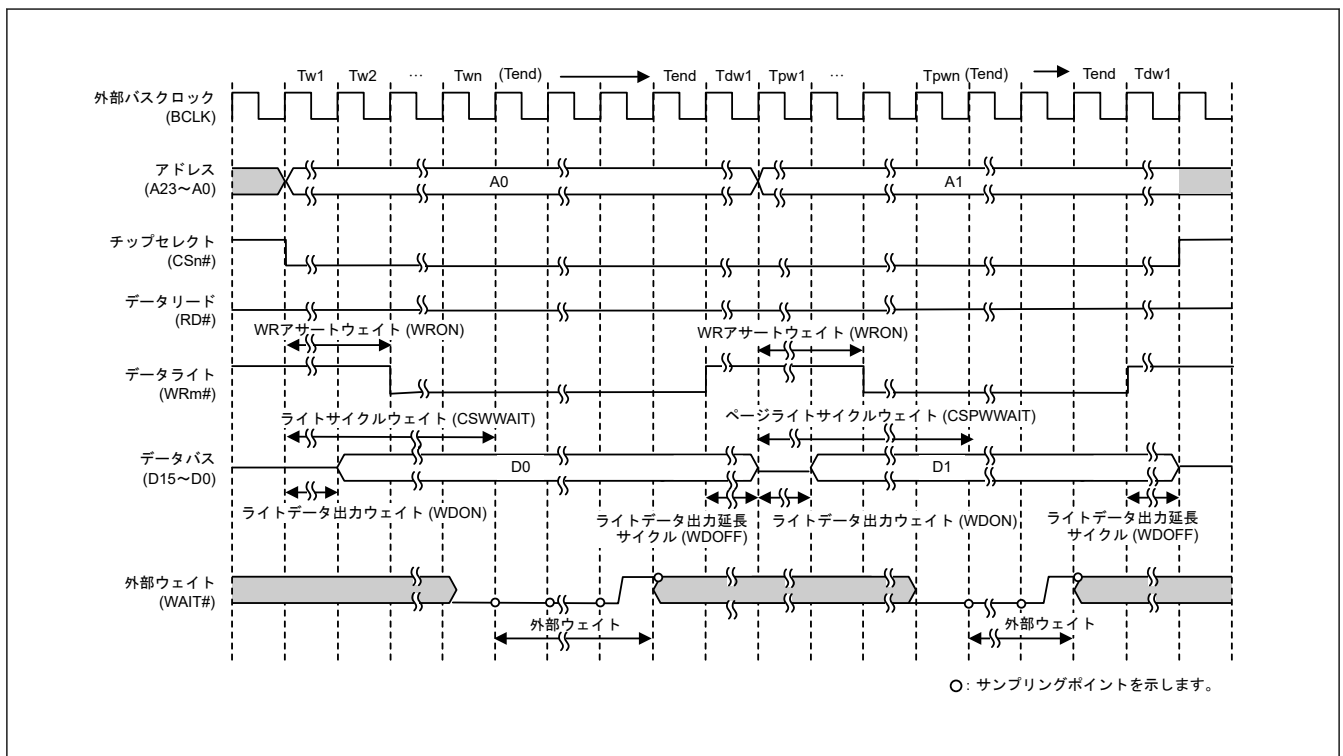 Tw1 Tw2 … Twn (Tend) Tend Tdw1 Tpw1 … Tpwn (Tend) Tend Tdw1
外部バスクロック
(BCLK)
アドレス
(A23～A0)
A0 A1
チップセレクト
(CSn#)
データリード
(RD#)
WRアサートウェイト (WRON) WRアサートウェイト (WRON)
データライト
(WRm#)
ライトサイクルウェイト (CSWWAIT) ページライトサイクルウェイト (CSPWWAIT)
データバス
(D15～D0)
D0 D1
ライトデータ出力ウェイト (WDON) ライトデータ出力延長 ライトデータ出力ウェイト (WDON) ライトデータ出力延長
サイクル (WDOFF) サイクル (WDOFF)
外部ウェイト
(WAIT#)
外部ウェイト 外部ウェイト
: サンプリングポイントを示します。